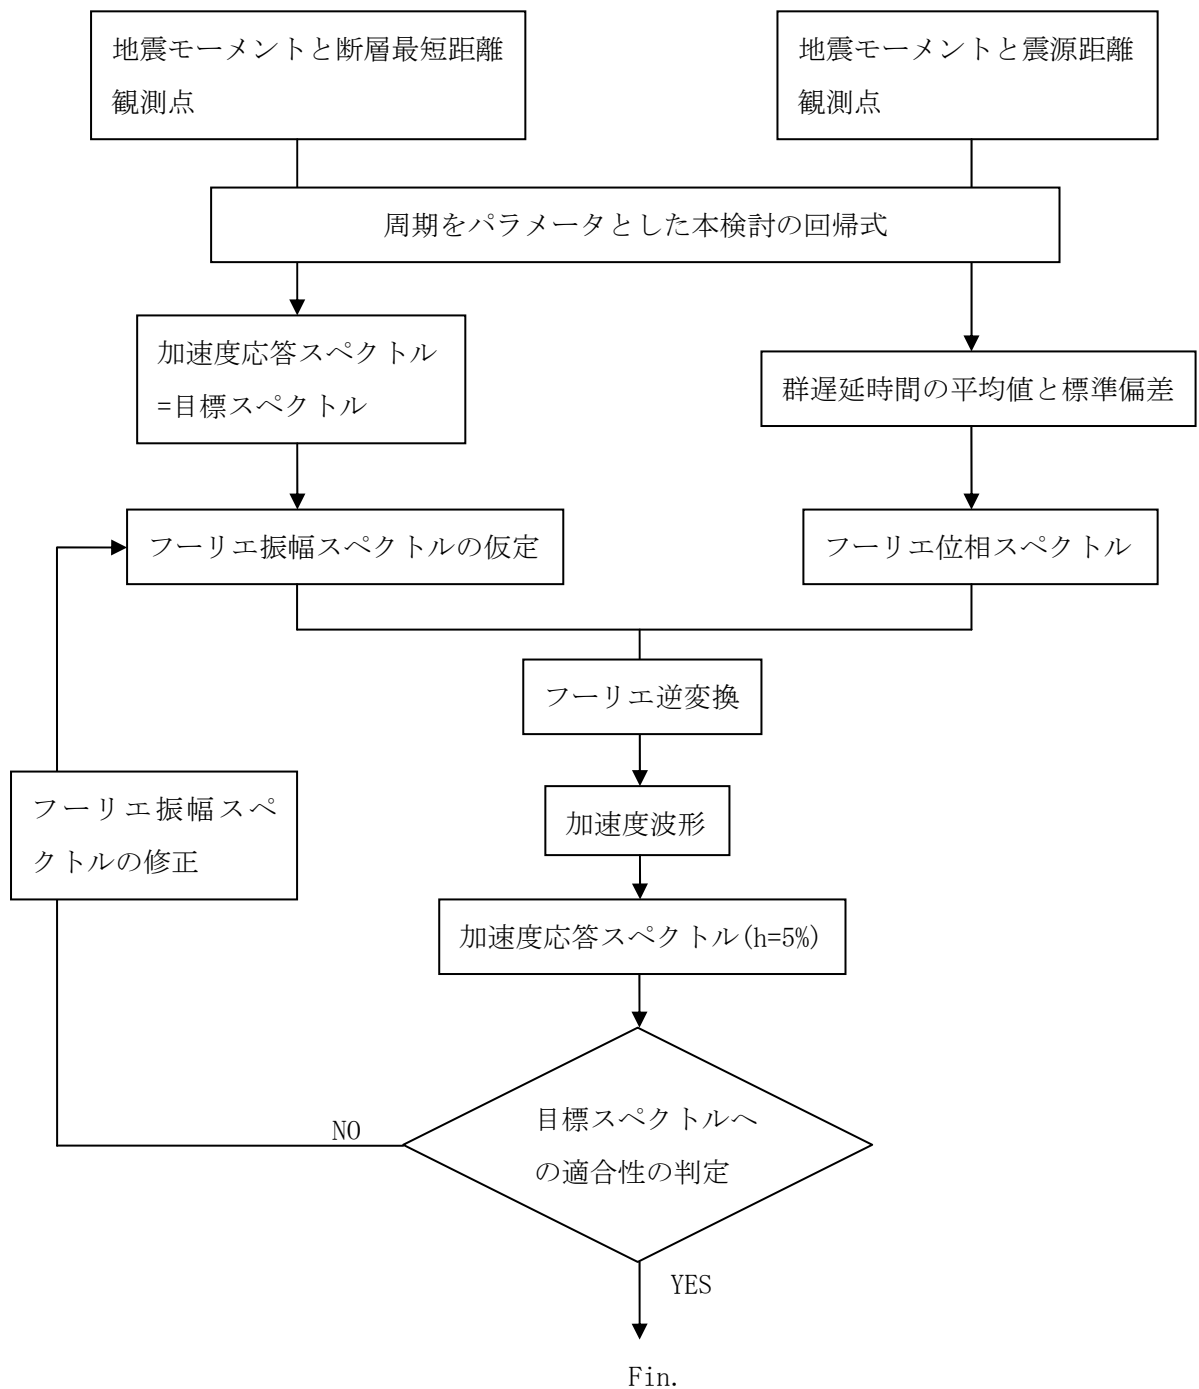 地震モーメントと断層最短距離
観測点
地震モーメントと震源距離
観測点
周期をパラメータとした本検討の回帰式
加速度応答スペクトル
=目標スペクトル
群遅延時間の平均値と標準偏差
フーリエ振幅スペクトルの仮定
フーリエ位相スペクトル
フーリエ逆変換
フーリエ振幅スペ
クトルの修正
加速度波形
加速度応答スペクトル(h=5%)
目標スペクトルへ
の適合性の判定
NO
YES
Fin.